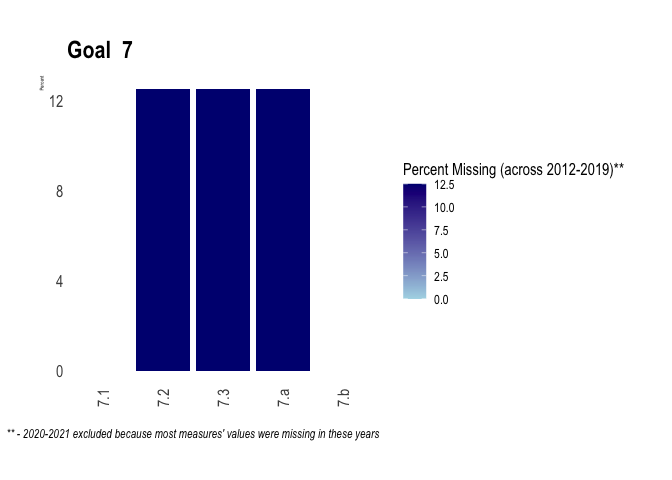 Goal 7
Percent
12
8
4
0
7.1
7.2
7.3
7.a
7.b
Percent Missing (across 2012-2019)**
12.5
10.0
7.5
5.0
2.5
0.0
** - 2020-2021 excluded because most measures' values were missing in these years